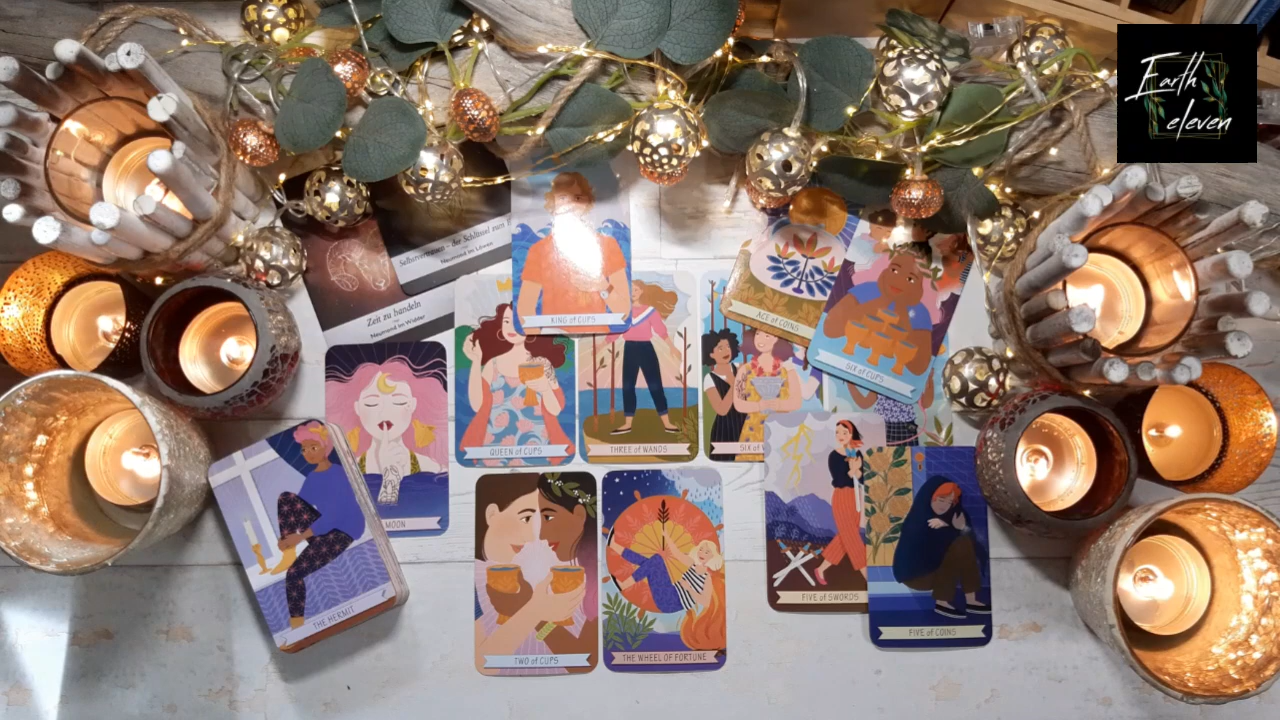 Earth
eleven
Selbstvertrauen - der Schlüssel zum
Neumond im Löwen
Zeit zu handeln
Neumond im Widder
KING of CUPS
ACE of COINS
SIX of CUPS
QUEEN of CUPS
THREE of WANDS
SIX of
MOON
THE HERMIT
TWO of CUPS
THE WHEEL OF FORTUNE
FIVE of SWORDS
FIVE of COINS